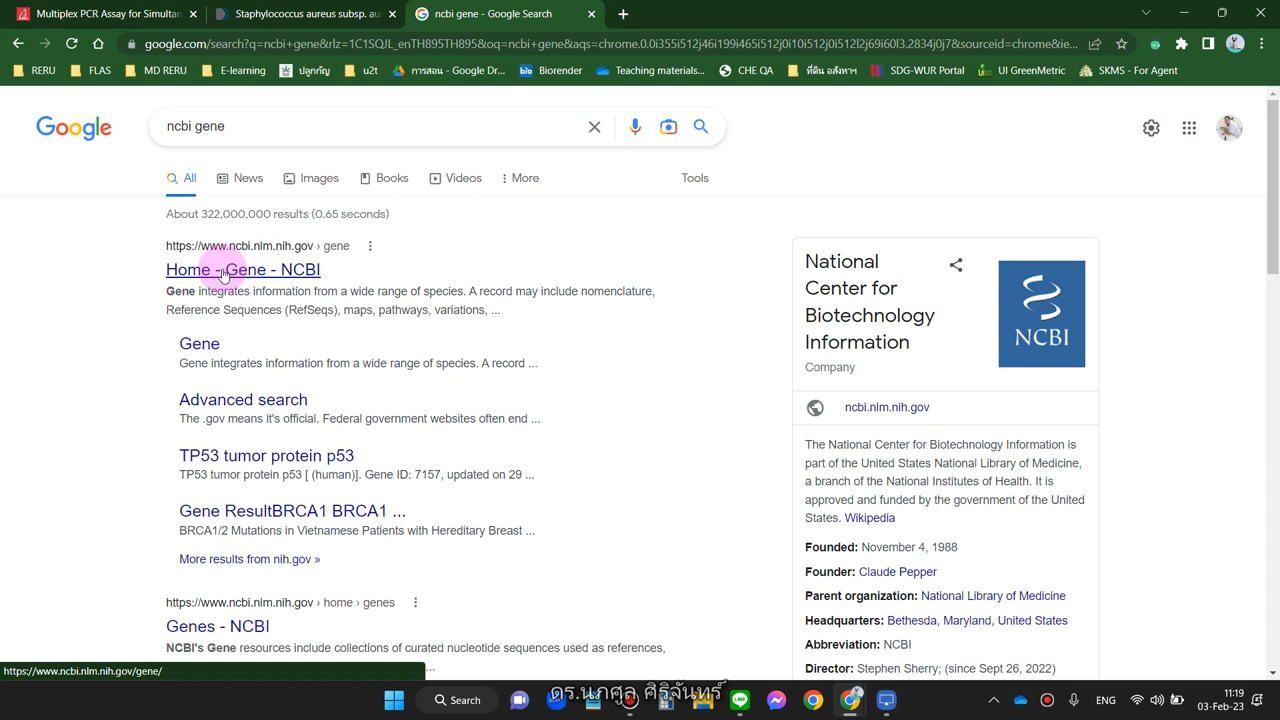 Multiplex PCR Assay for Simultan
Staphylococcus aureus subsp. au
ncbi gene - Google Search
google.com/search?q=ncbi+gene&rlz=1C1SQJL_enTH895TH895&oq=ncbi+gene&aqs=chrome.0.0i355i512j46i199i465i512j0i10i512j0i512l2j69i60l3.2834j0j7&sourceid=chrome&ie...
RERU
FLAS
MD RERU
E-learning
ปลูกกัญ
u2t
การสอน - Google Dr...
bio
Biorender
Teaching materials...
CHE QA
ที่ดิน อสังหาฯ
SDG-WUR Portal
UI GreenMetric
SKMS - For Agent
Google
ncbi gene
All
News
Images
Books
Videos
More
Tools
About 322,000,000 results (0.65 seconds)
https://www.ncbi.nlm.nih.gov › gene
Home - Gene - NCBI
Gene integrates information from a wide range of species. A record may include nomenclature,
Reference Sequences (RefSeqs), maps, pathways, variations, ...
Gene
Gene integrates information from a wide range of species. A record ...
Advanced search
The .gov means it's official. Federal government websites often end ...
TP53 tumor protein p53
TP53 tumor protein p53 [ (human)]. Gene ID: 7157, updated on 29 ...
Gene ResultBRCA1 BRCA1 ...
BRCA1/2 Mutations in Vietnamese Patients with Hereditary Breast ...
More results from nih.gov »
https://www.ncbi.nlm.nih.gov › home › genes
Genes - NCBI
NCBI's Gene resources include collections of curated nucleotide sequences used as references,
...
National
Center for
Biotechnology
Information
Company
NCBI
ncbi.nlm.nih.gov
The National Center for Biotechnology Information is
part of the United States National Library of Medicine,
a branch of the National Institutes of Health. It is
approved and funded by the government of the United
States. Wikipedia
Founded: November 4, 1988
Founder: Claude Pepper
Parent organization: National Library of Medicine
Headquarters: Bethesda, Maryland, United States
Abbreviation: NCBI
Director: Stephen Sherry; (since Sept 26, 2022)
https://www.ncbi.nlm.nih.gov/gene/
Search
ดร.นภศูล ศิริจันทร์
ENG
11:19
03-Feb-23